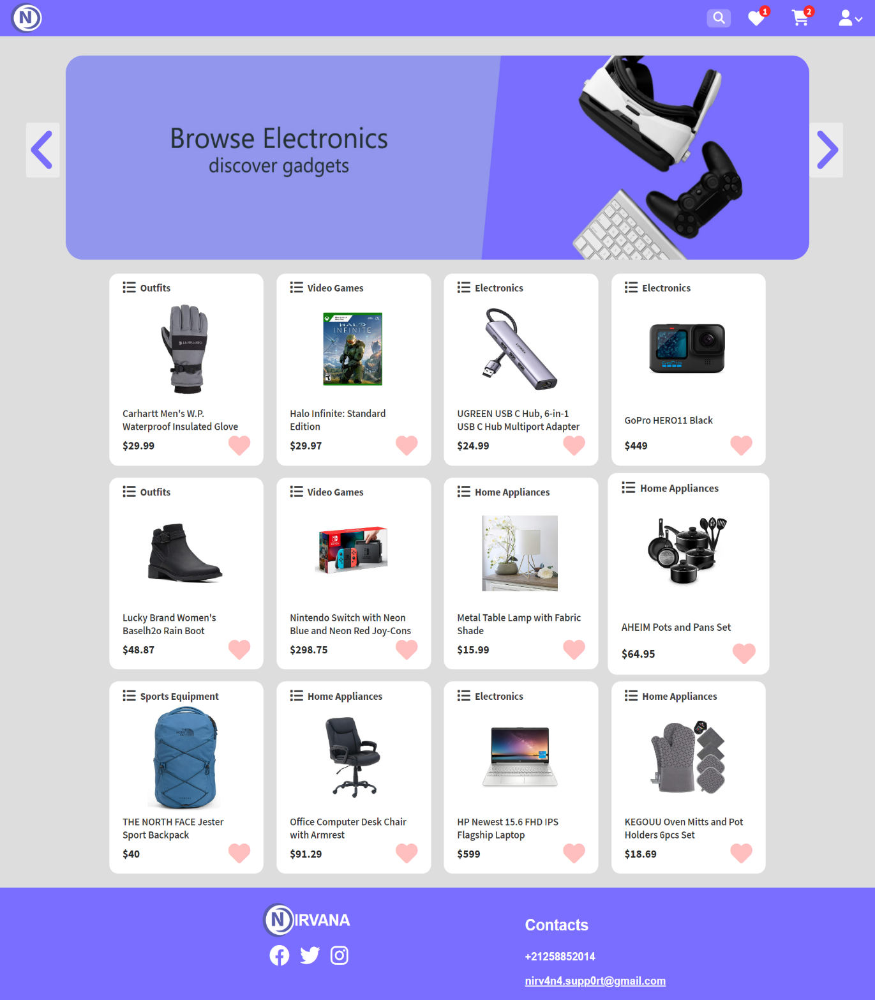 N
1
2
Browse Electronics
discover gadgets
Outfits
Carhartt
Carhartt Men's W.P.
Waterproof Insulated Glove
$29.99
Video Games
HALO
INFINITE
Halo Infinite: Standard
Edition
$29.97
Electronics
UGREEN USB C Hub, 6-in-1
USB C Hub Multiport Adapter
$24.99
Electronics
GoPro HERO11 Black
$449
Outfits
Lucky Brand Women's
Baselh2o Rain Boot
$48.87
Video Games
Nintendo Switch with Neon
Blue and Neon Red Joy-Cons
$298.75
Home Appliances
Metal Table Lamp with Fabric
Shade
$15.99
Home Appliances
AHEIM Pots and Pans Set
$64.95
Sports Equipment
THE NORTH FACE Jester
Sport Backpack
$40
Home Appliances
Office Computer Desk Chair
with Armrest
$91.29
Electronics
HP Newest 15.6 FHD IPS
Flagship Laptop
$599
Home Appliances
KEGOUU Oven Mitts and Pot
Holders 6pcs Set
$18.69
NIRVANA
Contacts
+21258852014
nirv4n4.supp0rt@gmail.com